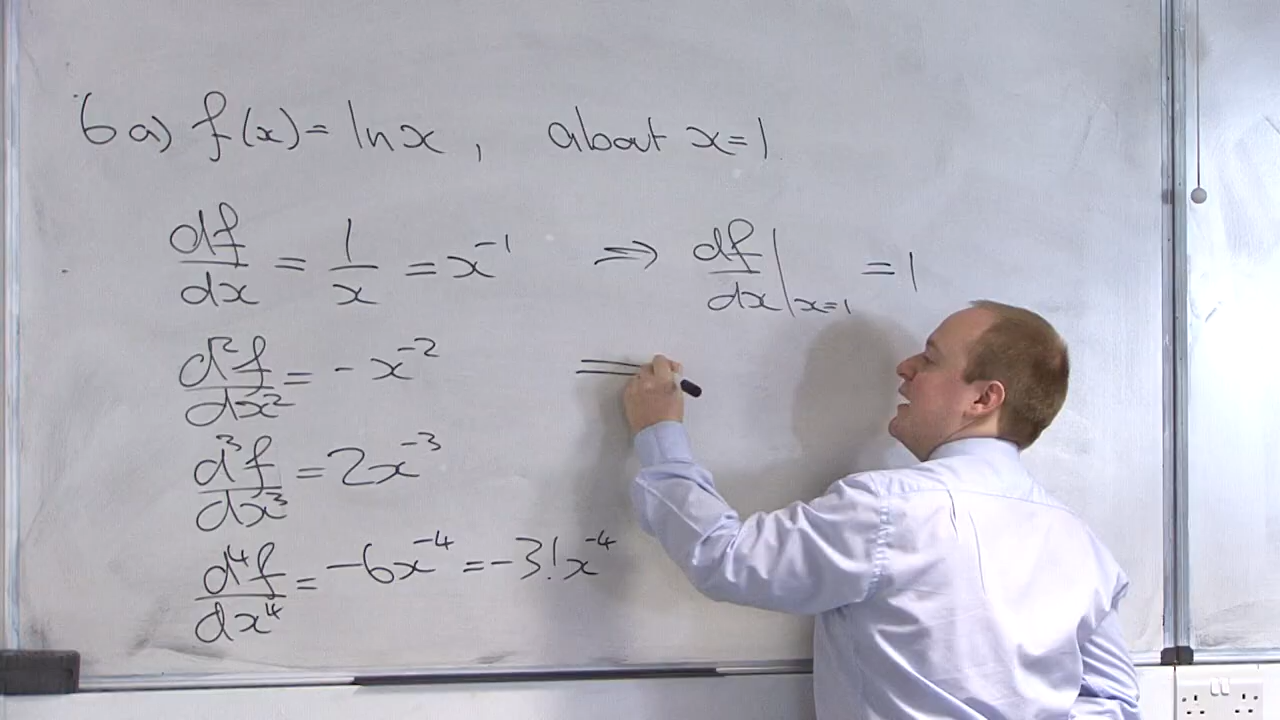 6a) f(x) = ln x , about x=1
df/dx = 1/x = x^-1 ⇒ df/dx|x=1 = 1
d²f/dx² = - x^-2 =
d³f/dx³ = 2x^-3
d⁴f/dx⁴ = -6x^-4 = -3!x^-4